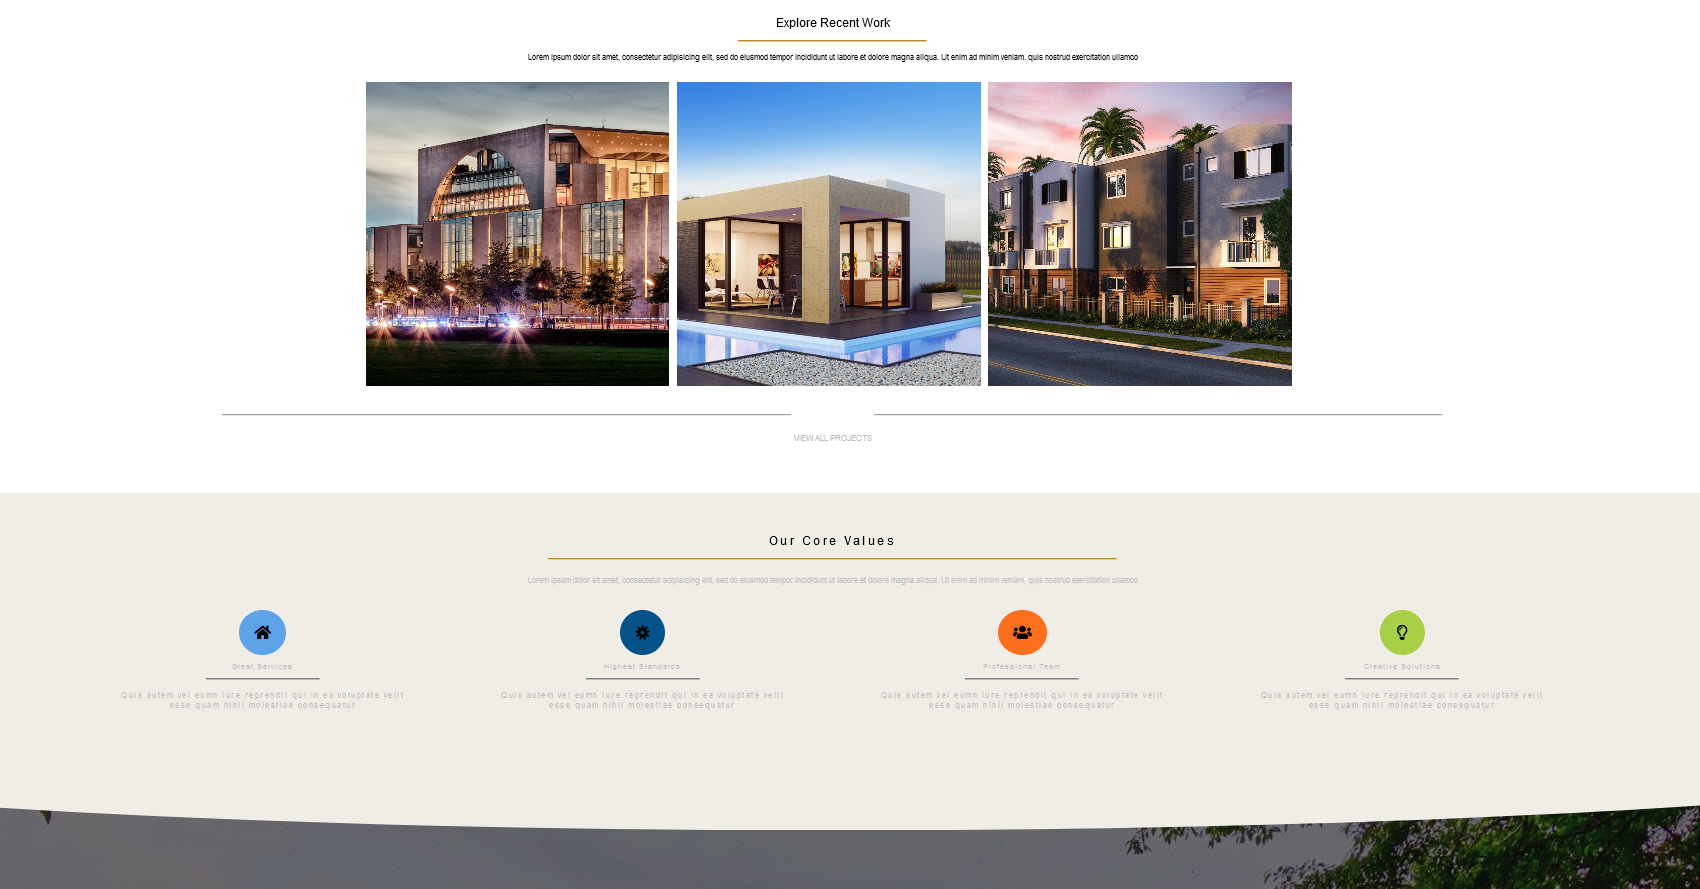 Explore Recent Work
Lorem ipsum dolor sit amet, consectetur adipisicing elit, sed do eiusmod tempor incididunt ut labore et dolore magna aliqua. Ut enim ad minim veniam. quis nostrud exercitation ullamco
VIEW ALL PROJECTS
Our Core Values
Lorem ipsum dolor sit amet, consectetur adipisicing elit, sed do eiusmod tempor incididunt ut labore et dolore magna aliqua. Ut enim ad minim veniam. quis nostrud exercitation ullamco
Great Services
Quis autem vel eumn iure reprendit qui in ea voluptate velit
esse quam nihil molestiae consequatur
Highest Standards
Quis autem vel eumn iure reprendit qui in ea voluptate velit
esse quam nihil molestiae consequatur
Professional Team
Quis autem vel eumn iure reprendit qui in ea voluptate velit
esse quam nihil molestiae consequatur
Creative Solutions
Quis autem vel eumn iure reprendit qui in ea voluptate velit
esse quam nihil molestiae consequatur